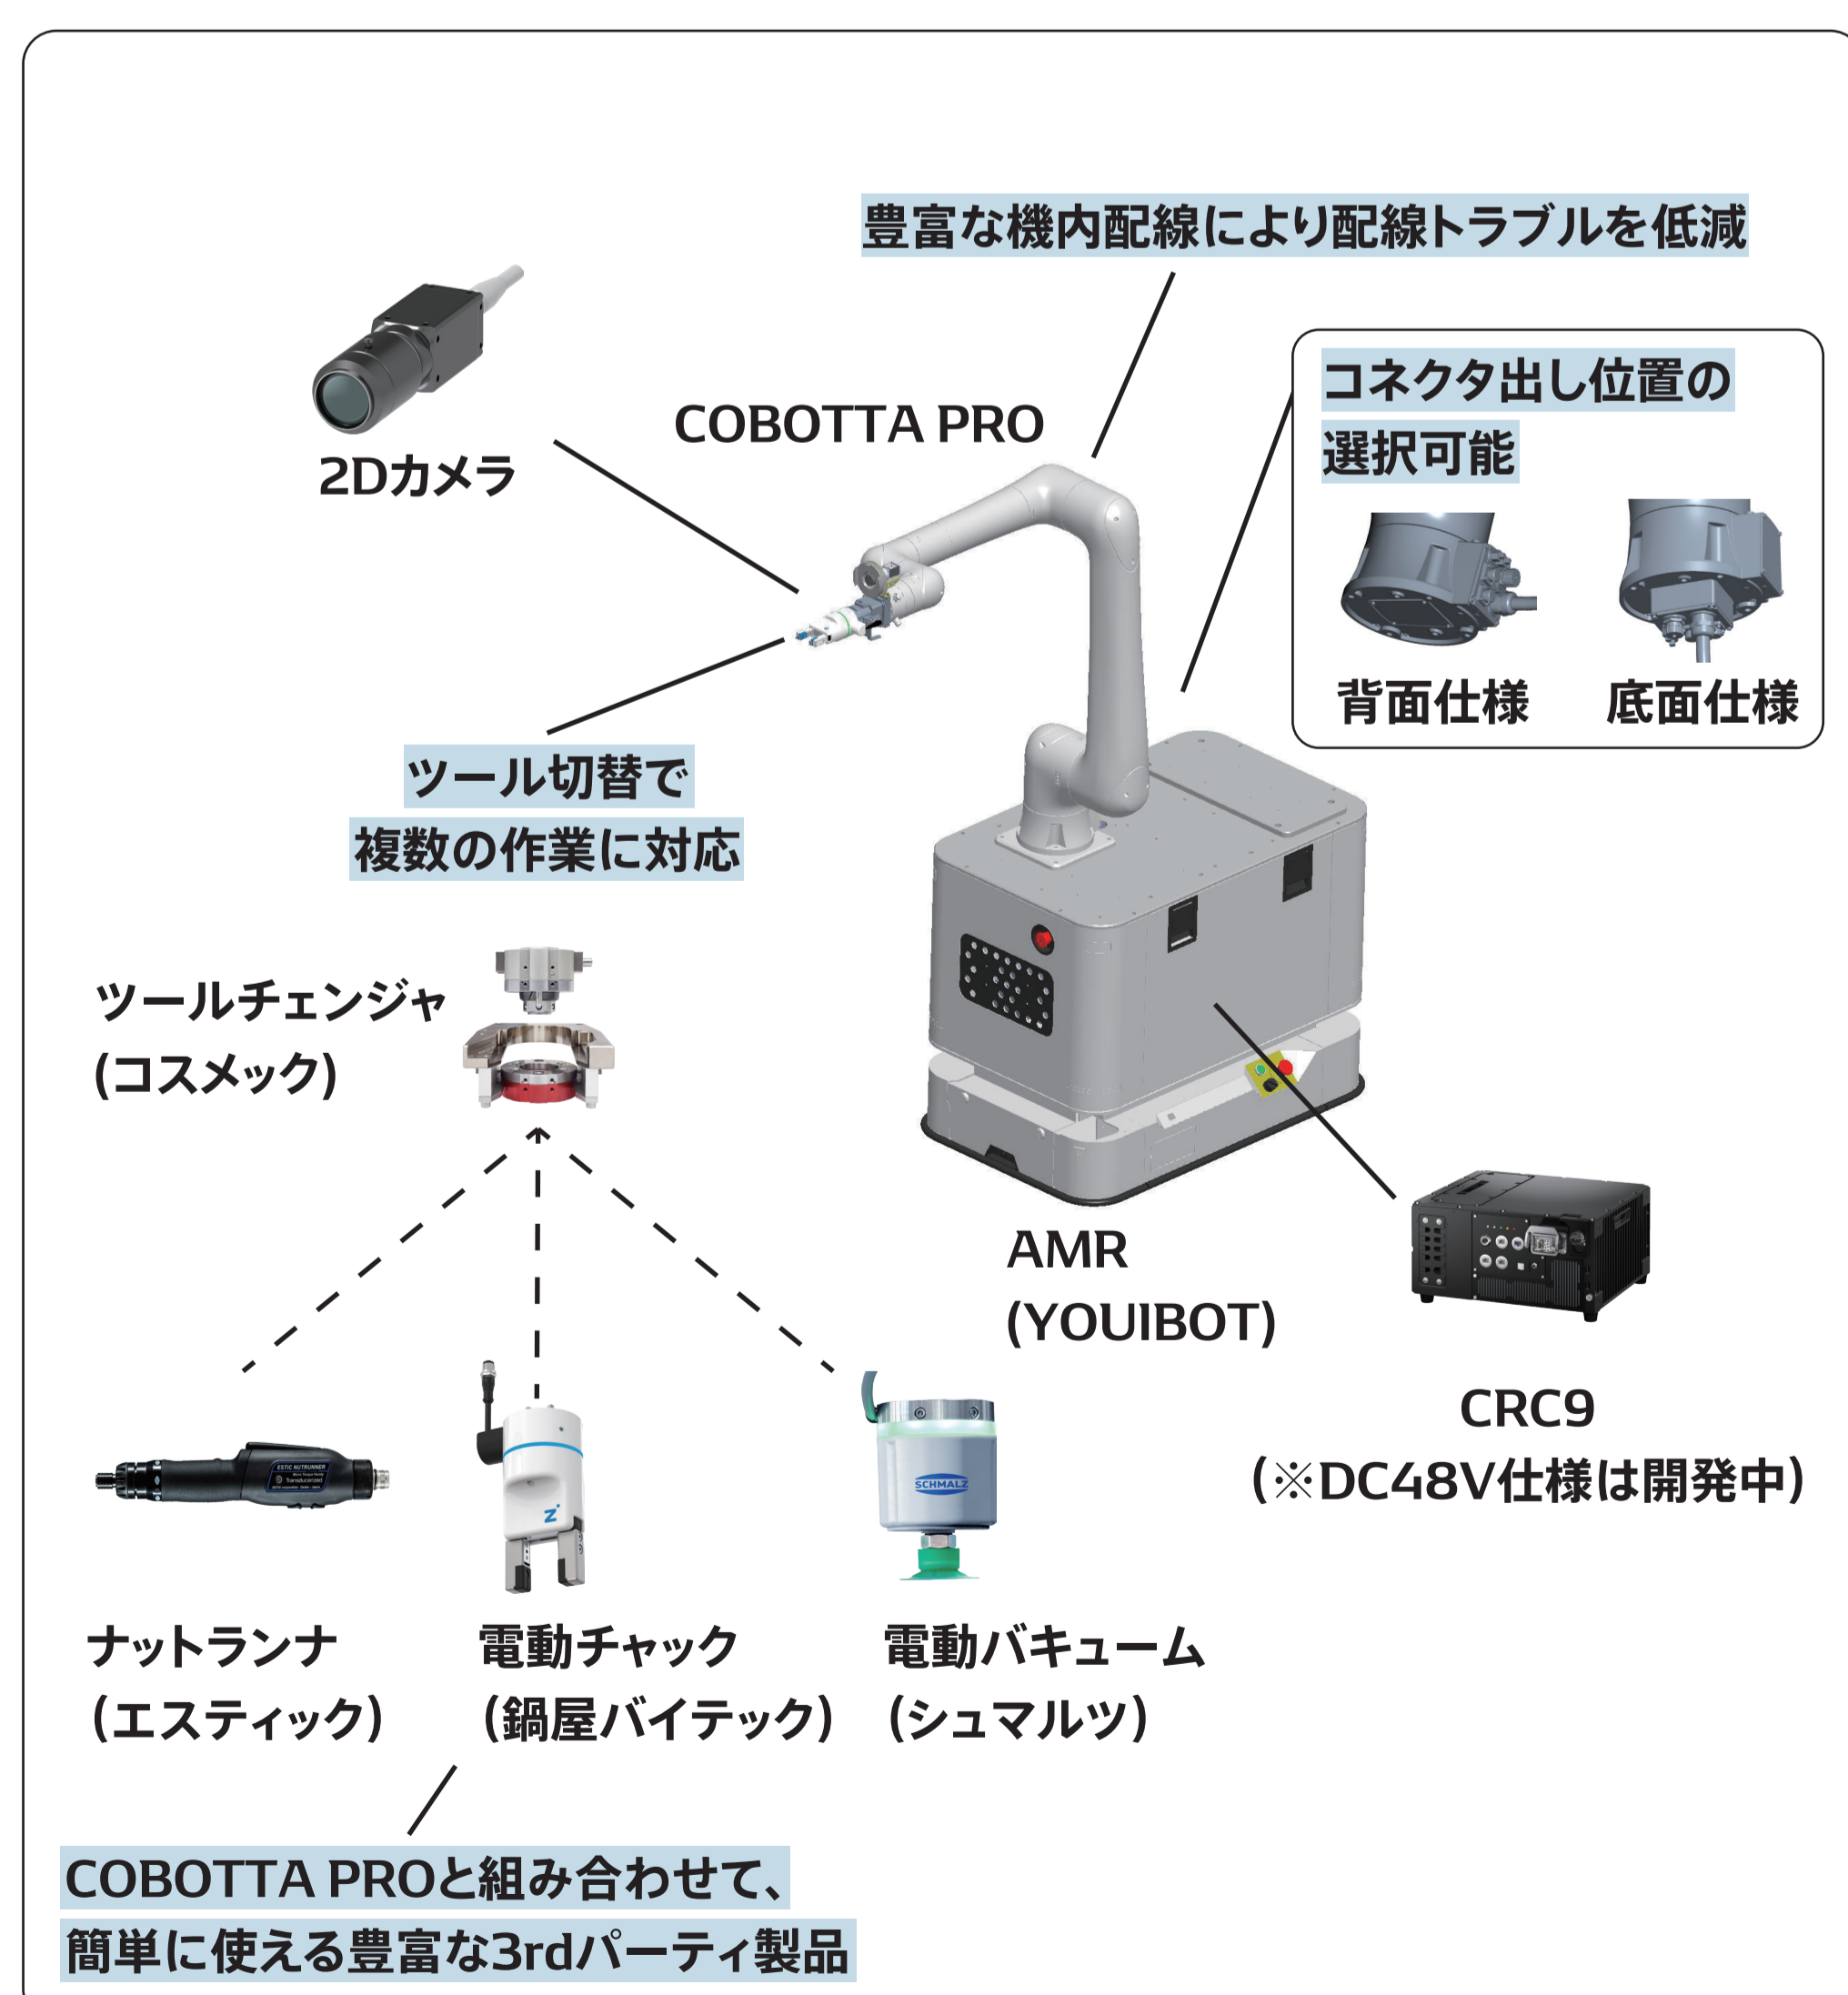 豊富な機内配線により配線トラブルを低減
コネクタ出し位置の
選択可能
背面仕様
底面仕様
2Dカメラ
COBOTTA PRO
ツール切替で
複数の作業に対応
ツールチェンジャ
(コスメック)
AMR
(YOUIBOT)
CRC9
(※DC48V仕様は開発中)
ESTIC NUTRUNNER
Transducerized
SCHMALZ
ナットランナ
(エスティック)
電動チャック
(鍋屋バイテック)
電動バキューム
(シュマルツ)
COBOTTA PROと組み合わせて、
簡単に使える豊富な3rdパーティ製品